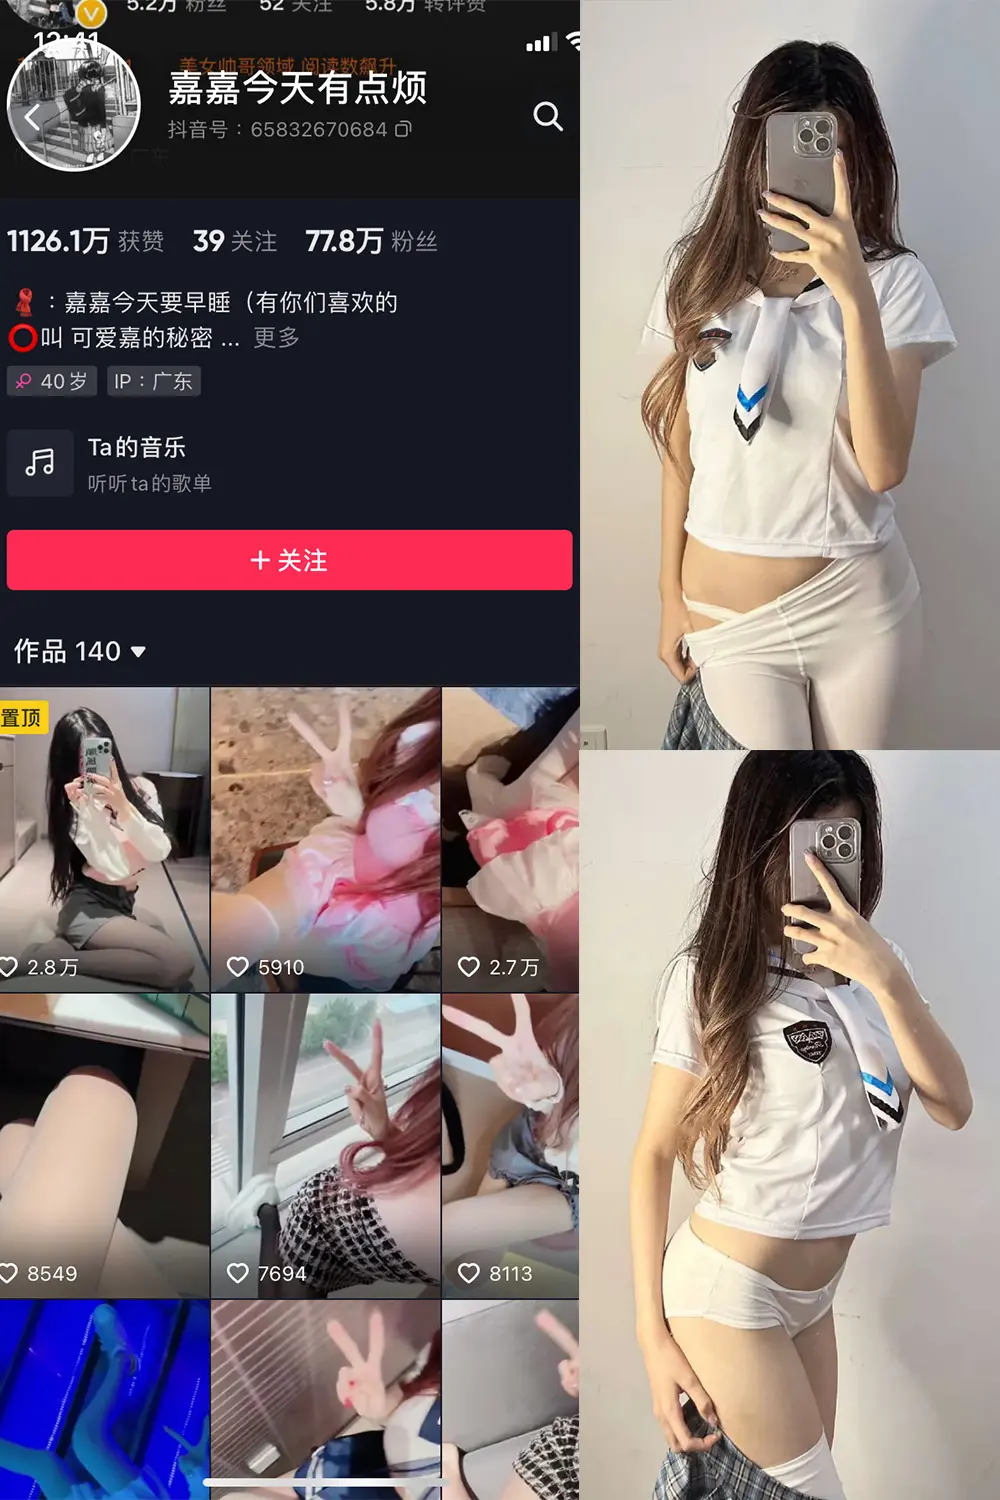 5.2万 粉丝 52 关注 5.8万 转评赞
12:41
美女帅哥领域 阅读数飙升
嘉嘉今天有点烦
抖音号：65832670684
1126.1万 获赞 39 关注 77.8万 粉丝
：嘉嘉今天要早睡（有你们喜欢的
叫 可爱嘉的秘密 ... 更多
40岁 IP：广东
Ta的音乐
听听ta的歌单
+ 关注
作品 140
置顶
2.8万 5910 2.7万
8549 7694 8113